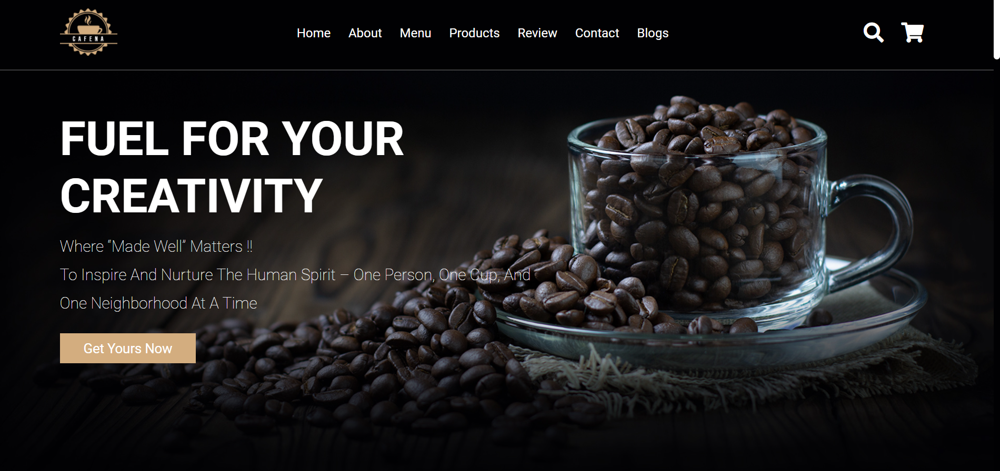 CAFENA
Home About Menu Products Review Contact Blogs
FUEL FOR YOUR
CREATIVITY
Where “Made Well” Matters !!
To Inspire And Nurture The Human Spirit – One Person, One Cup, And
One Neighborhood At A Time
Get Yours Now